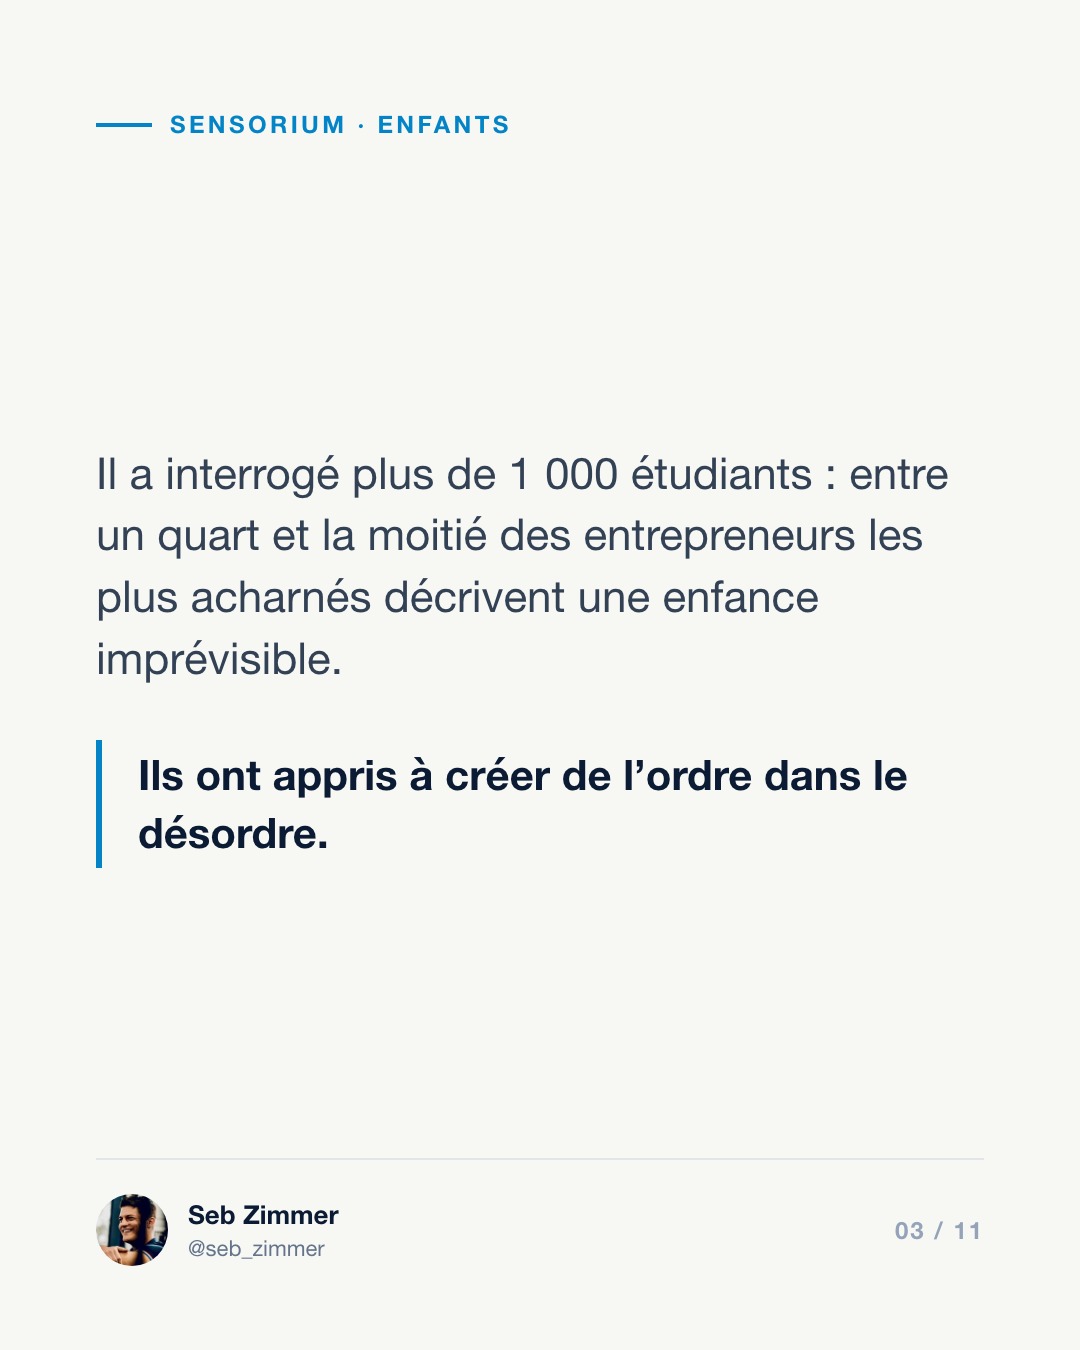 SENSORIUM · ENFANTS
Il a interrogé plus de 1 000 étudiants : entre
un quart et la moitié des entrepreneurs les
plus acharnés décrivent une enfance
imprévisible.
Ils ont appris à créer de l’ordre dans le
désordre.
Seb Zimmer
@seb_zimmer
03 / 11